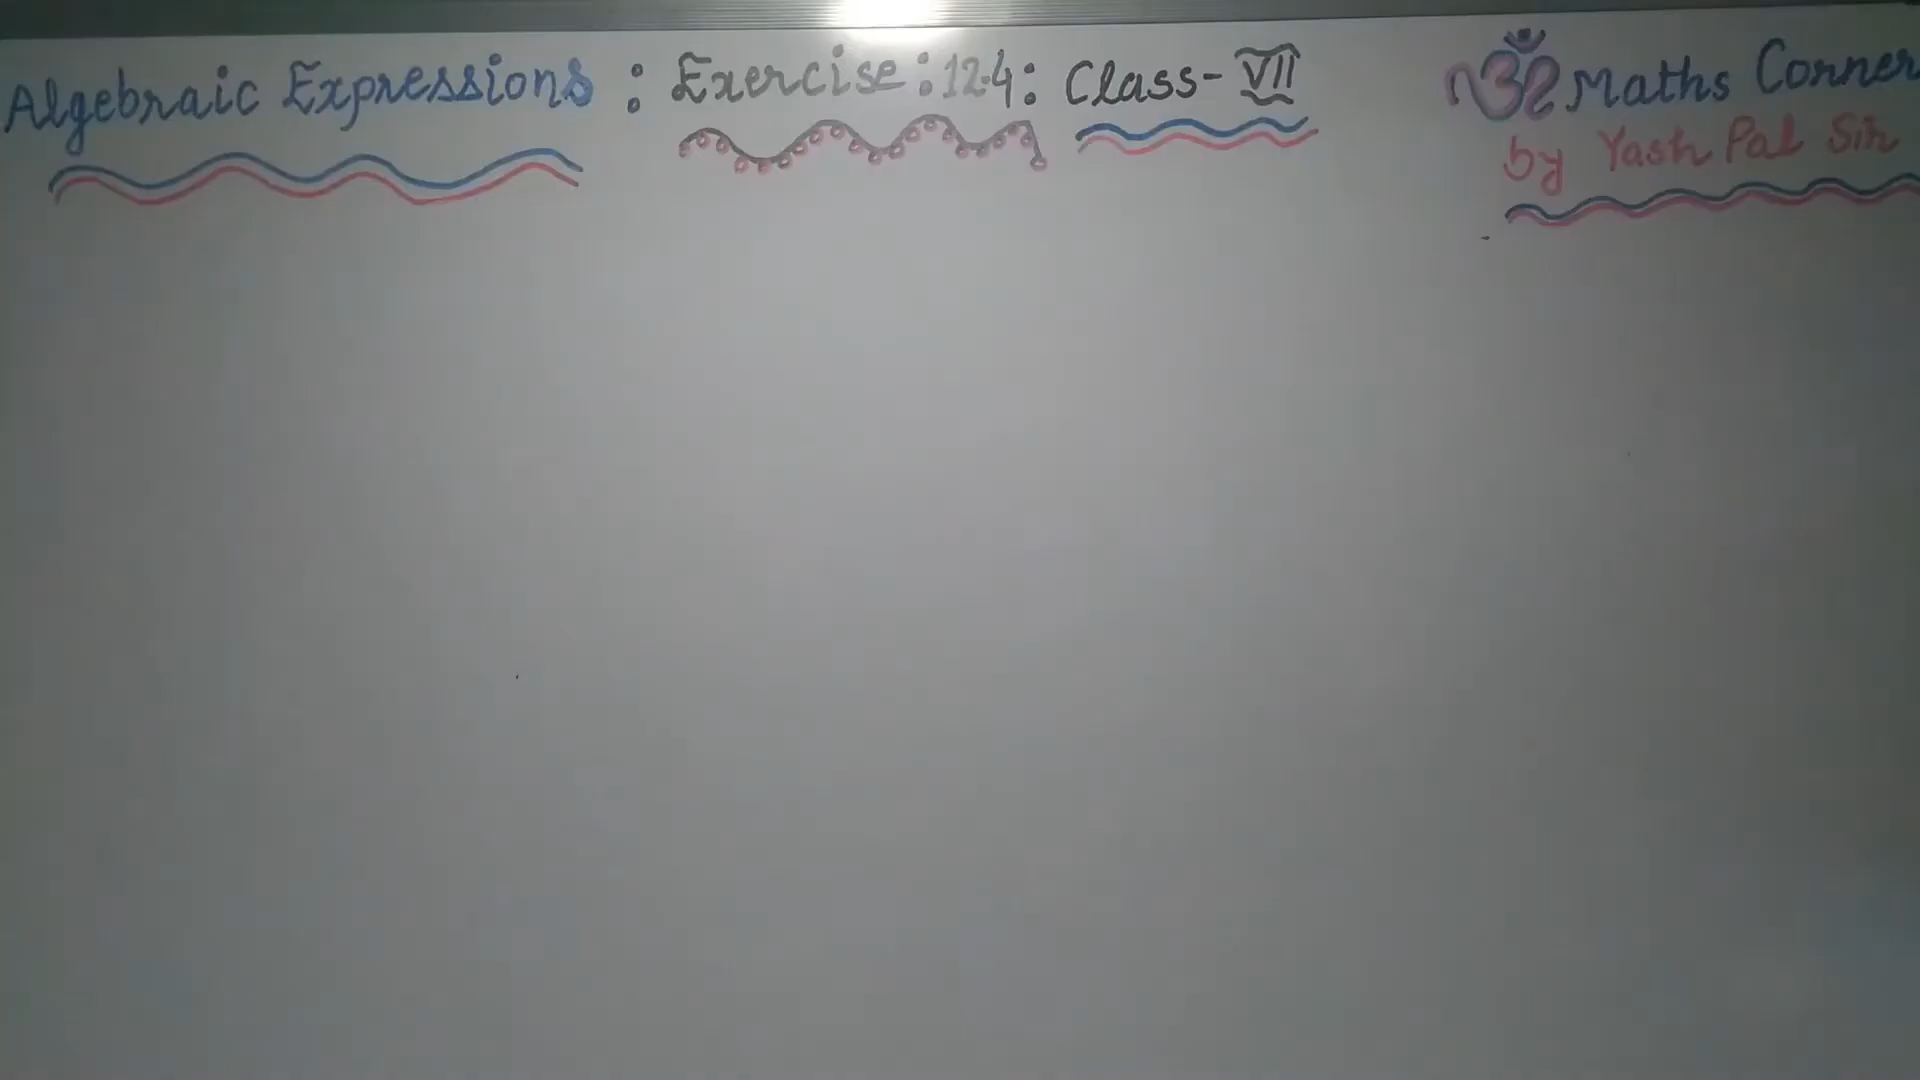 Algebraic Expressions : Exercise : 12.4 : Class - VII
ॐ Maths Corner
by Yash Pal Sir